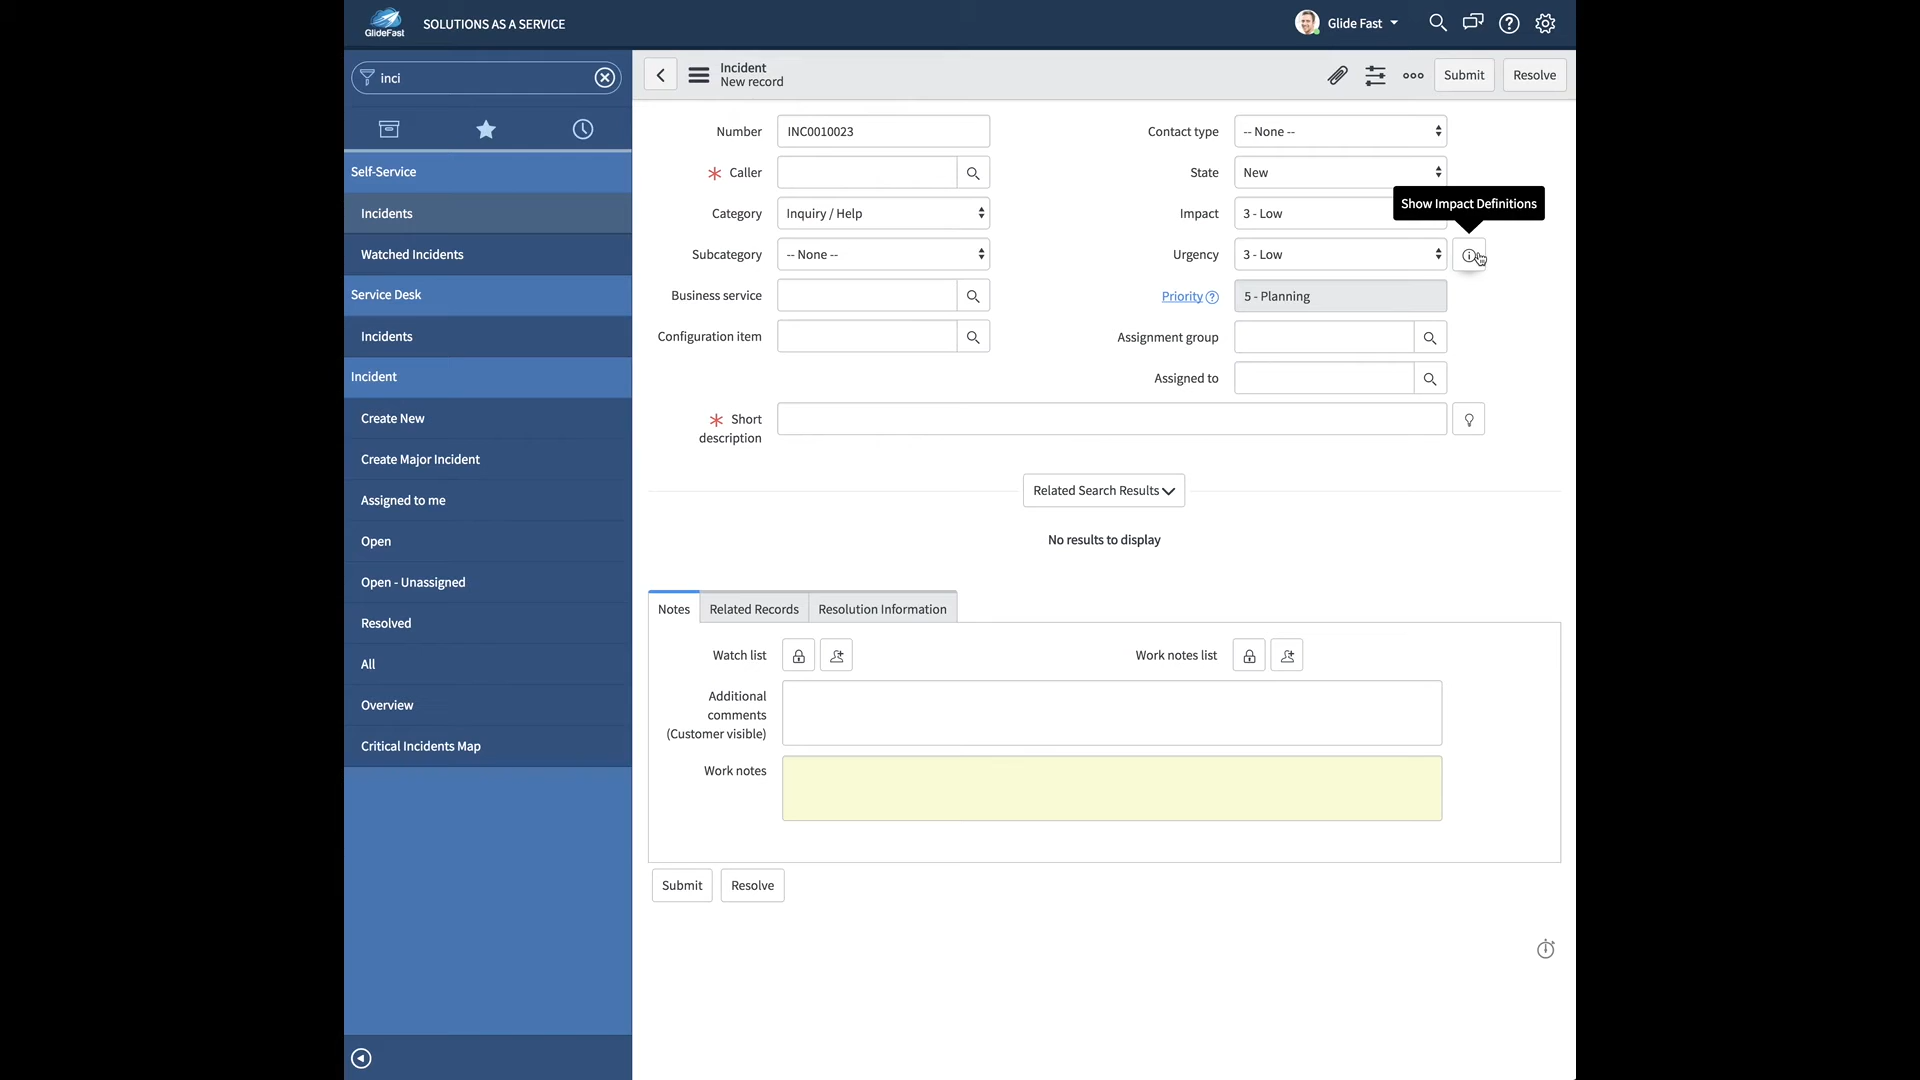 GlideFast
SOLUTIONS AS A SERVICE
Glide Fast
inci
Self-Service
Incidents
Watched Incidents
Service Desk
Incidents
Incident
Create New
Create Major Incident
Assigned to me
Open
Open - Unassigned
Resolved
All
Overview
Critical Incidents Map
Incident
New record
Submit
Resolve
Number
INC0010023
Caller
Category
Inquiry / Help
Subcategory
-- None --
Business service
Configuration item
Contact type
-- None --
State
New
Show Impact Definitions
Impact
3 - Low
Urgency
3 - Low
Priority
5 - Planning
Assignment group
Assigned to
Short
description
Related Search Results
No results to display
Notes
Related Records
Resolution Information
Watch list
Work notes list
Additional
comments
(Customer visible)
Work notes
Submit
Resolve